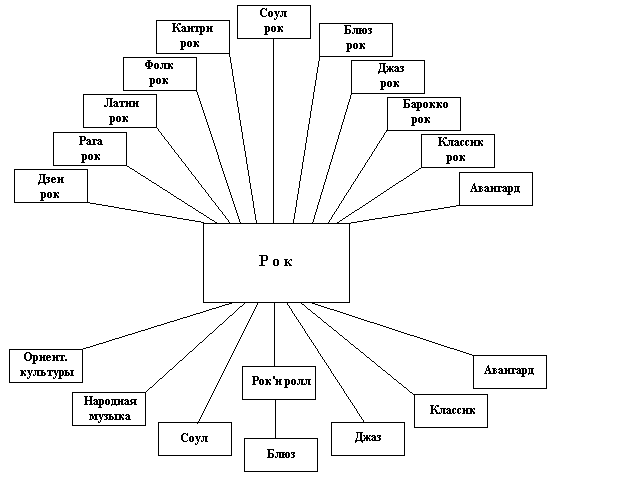 Соул
рок
Кантри
рок
Блюз
рок
Фолк
рок
Джаз
рок
Латин
рок
Барокко
рок
Рага
рок
Классик
рок
Дзен
рок
Авангард
Рок
Ориент.
культуры
Народная
музыка
Соул
Рок'н ролл
Блюз
Джаз
Классик
Авангард